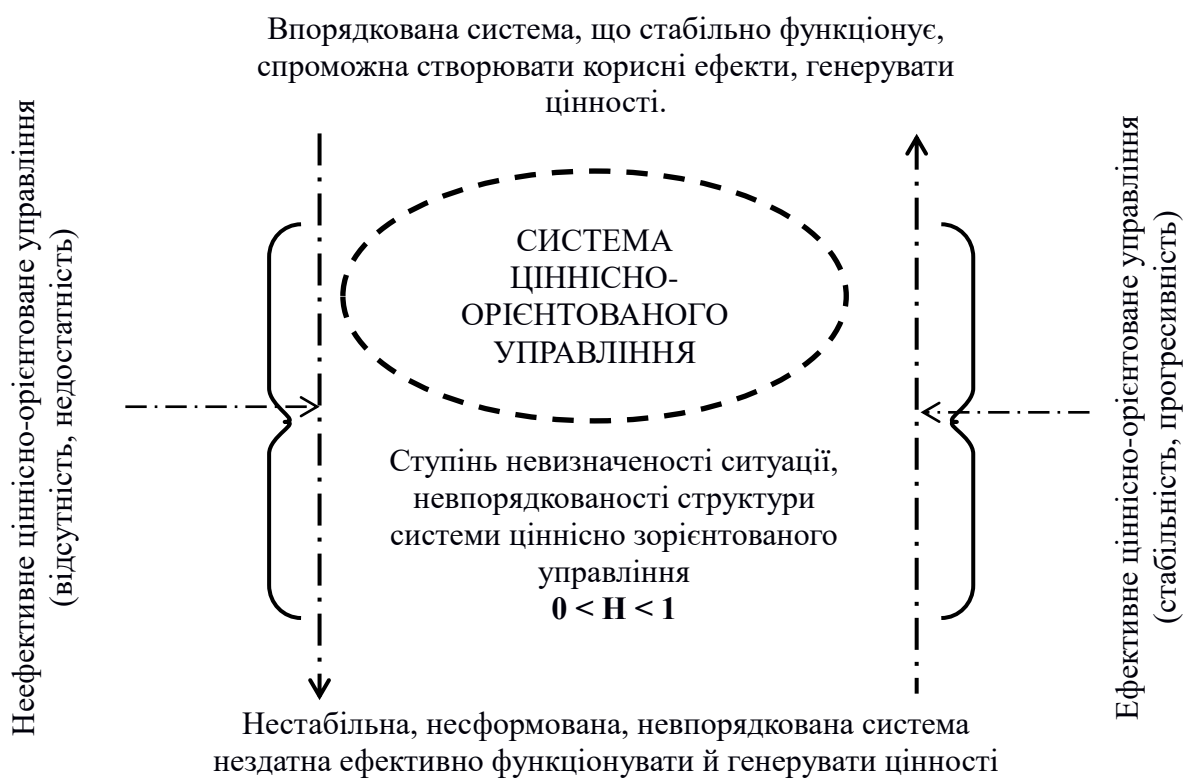 Впорядкована система, що стабільно функціонує,
спроможна створювати корисні ефекти, генерувати
цінності.
Неефективне ціннісно-орієнтоване управління
(відсутність, недостатність)
СИСТЕМА
ЦІННІСНО-
ОРІЄНТОВАНОГО
УПРАВЛІННЯ
Ступінь невизначеності ситуації,
невпорядкованості структури
системи ціннісно зорієнтованого
управління
0 < H < 1
Ефективне ціннісно-орієнтоване управління
(стабільність, прогресивність)
Нестабільна, несформована, невпорядкована система
нездатна ефективно функціонувати й генерувати цінності